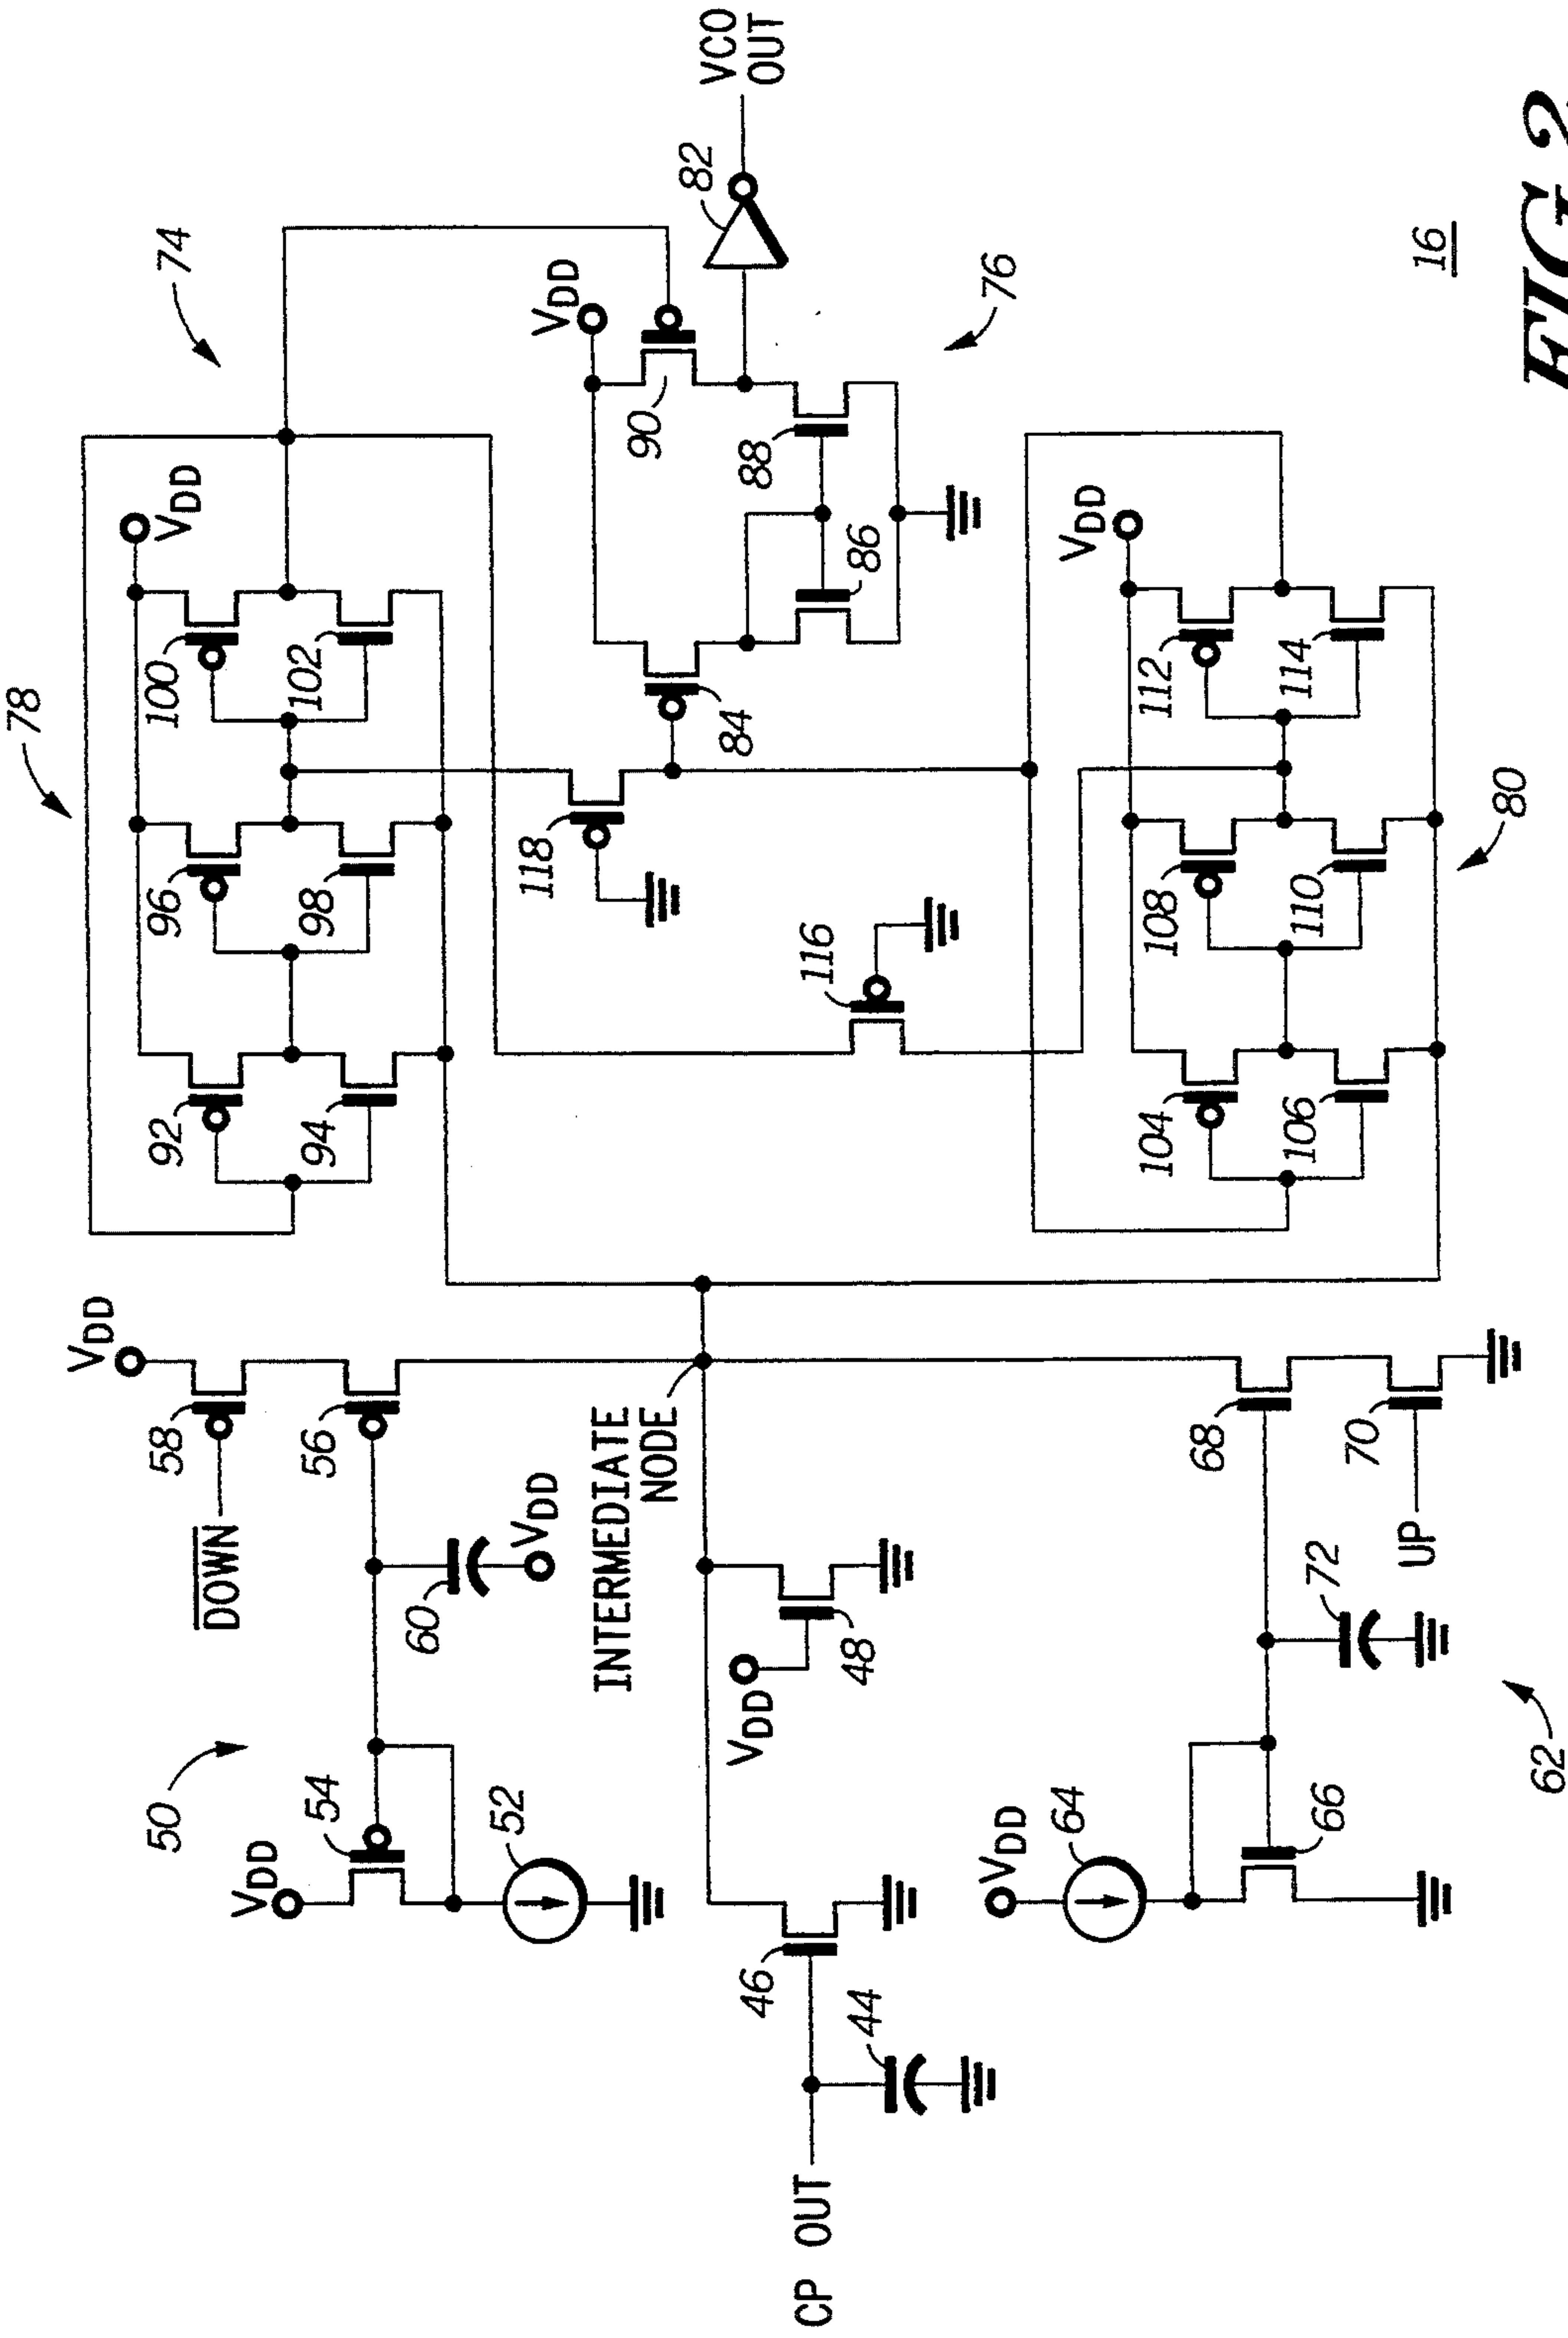 78
74
VDD
100
102
96
98
92
94
VDD
58
56
DOWN
60
VDD
50
VDD
54
52
118
84
VDD
90
88
86
82
VCO
OUT
76
116
INTERMEDIATE
NODE
VDD
48
46
44
CP OUT
VDD
112
114
108
110
104
106
80
68
70
UP
72
VDD
64
66
62
16
FIG. 2